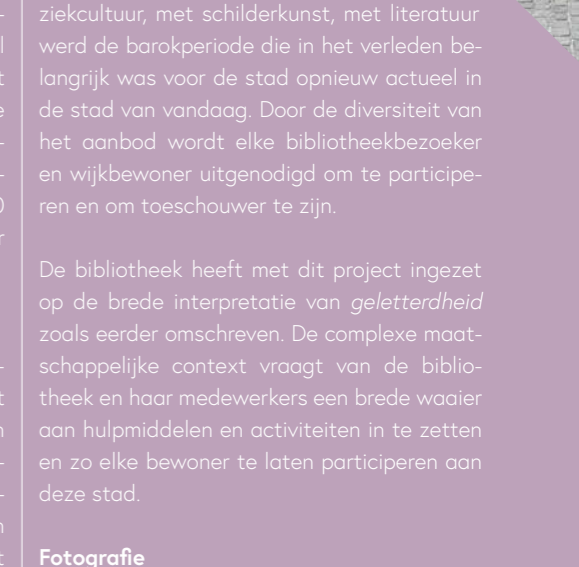 ziekcultuur, met schilderkunst, met literatuur
werd de barokperiode die in het verleden be-
langrijk was voor de stad opnieuw actueel in
de stad van vandaag. Door de diversiteit van
het aanbod wordt elke bibliotheekbezoeker
en wijkbewoner uitgenodigd om te participe-
ren en om toeschouwer te zijn.
De bibliotheek heeft met dit project ingezet
op de brede interpretatie van geletterdheid
zoals eerder omschreven. De complexe maat-
schappelijke context vraagt van de biblio-
theek en haar medewerkers een brede waaier
aan hulpmiddelen en activiteiten in te zetten
en zo elke bewoner te laten participeren aan
deze stad.
Fotografie